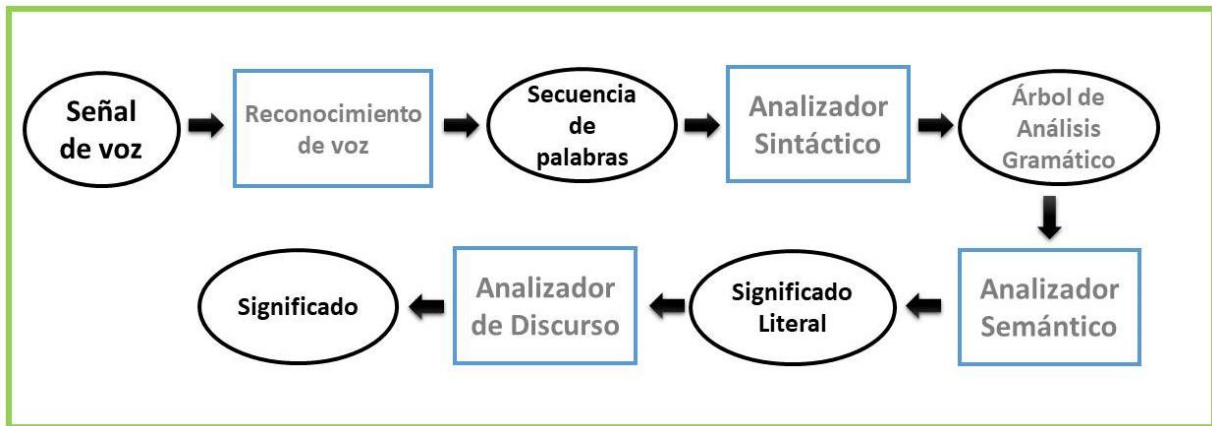 Señal
de voz
Reconocimiento
de voz
Secuencia
de
palabras
Analizador
Sintáctico
Árbol de
Análisis
Gramático
Analizador
Semántico
Significado
Literal
Analizador
de Discurso
Significado